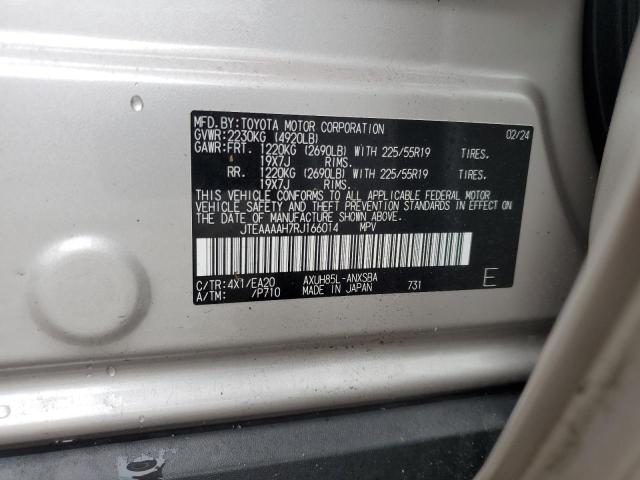 MFD.BY:TOYOTA MOTOR CORPORATION 02/24
GVWR:2230KG (4920LB)
GAWR:FRT. 1220KG (2690LB) WITH 225/55R19 TIRES.
19X7J RIMS.
RR. 1220KG (2690LB) WITH 225/55R19 TIRES.
19X7J RIMS.
THIS VEHICLE CONFORMS TO ALL APPLICABLE FEDERAL MOTOR
VEHICLE SAFETY AND THEFT PREVENTION STANDARDS IN EFFECT
ON THE DATE OF MANUFACTURE SHOWN ABOVE.
JTEAAAAH7RJ166014 MPV
C/TR:4X1/EA20 AXUH85L-ANXSBA
A/TM: /P710 MADE IN JAPAN 731 E